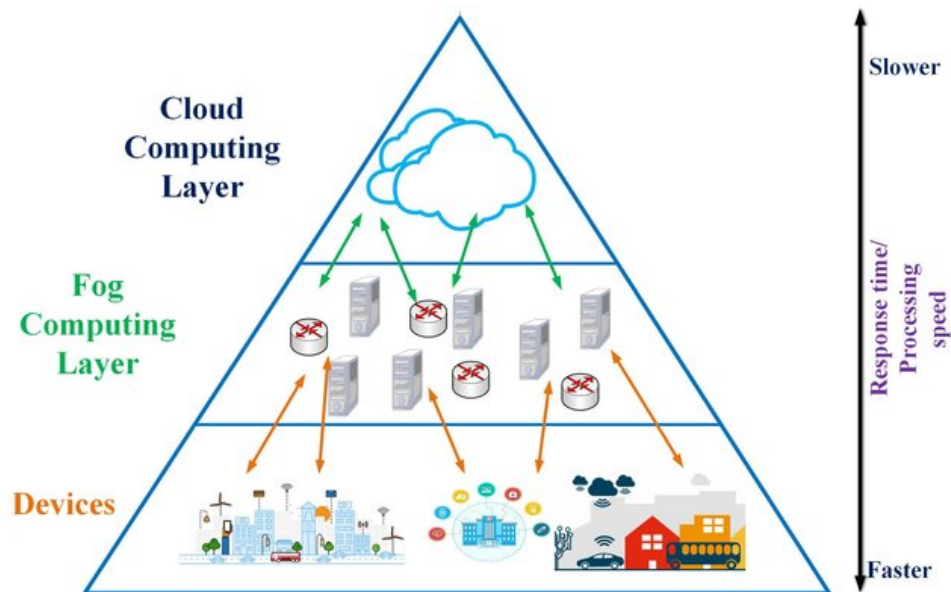 Cloud
Computing
Layer
Slower
Fog
Computing
Layer
Response time/
Processing
speed
Devices
Faster